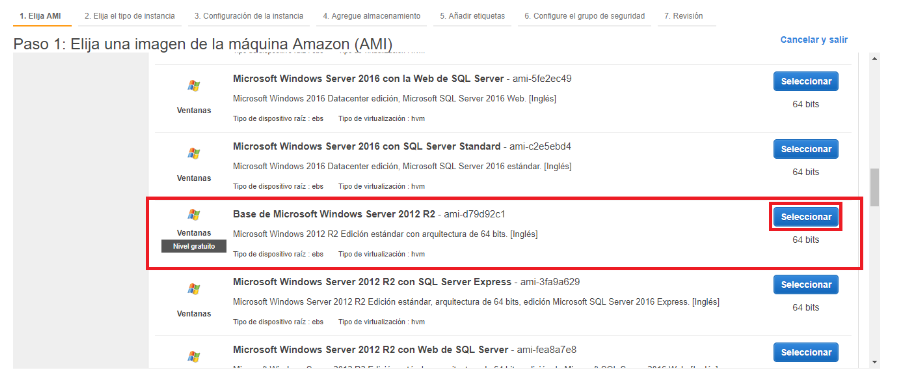 1. Elija AMI 2. Elija el tipo de instancia 3. Configuración de la instancia 4. Agregue almacenamiento 5. Añadir etiquetas 6. Configure el grupo de seguridad 7. Revisión
Paso 1: Elija una imagen de la máquina Amazon (AMI) Cancelar y salir
Tipo de dispositivo raíz : ebs Tipo de virtualización : hvm
Microsoft Windows Server 2016 con la Web de SQL Server - ami-5fe2ec49 Seleccionar
Ventanas Microsoft Windows 2016 Datacenter edición, Microsoft SQL Server 2016 Web. [Inglés] 64 bits
Tipo de dispositivo raíz : ebs Tipo de virtualización : hvm
Microsoft Windows Server 2016 con SQL Server Standard - ami-c2e5ebd4 Seleccionar
Ventanas Microsoft Windows 2016 Datacenter edición, Microsoft SQL Server 2016 estándar. [Inglés] 64 bits
Tipo de dispositivo raíz : ebs Tipo de virtualización : hvm
Base de Microsoft Windows Server 2012 R2 - ami-d79d92c1 Seleccionar
Ventanas Microsoft Windows 2012 R2 Edición estándar con arquitectura de 64 bits. [Inglés] 64 bits
Nivel gratuito Tipo de dispositivo raíz : ebs Tipo de virtualización : hvm
Microsoft Windows Server 2012 R2 con SQL Server Express - ami-3fa9a629 Seleccionar
Ventanas Microsoft Windows Server 2012 R2 Edición estándar, arquitectura de 64 bits, edición Microsoft SQL Server 2016 Express. [Inglés] 64 bits
Tipo de dispositivo raíz : ebs Tipo de virtualización : hvm
Microsoft Windows Server 2012 R2 con Web de SQL Server - ami-fea8a7e8 Seleccionar